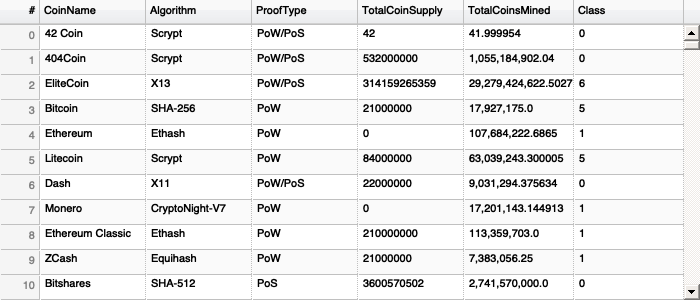 # CoinName Algorithm ProofType TotalCoinSupply TotalCoinsMined Class
0 42 Coin Scrypt PoW/PoS 42 41.999954 0
1 404Coin Scrypt PoW/PoS 532000000 1,055,184,902.04 0
2 EliteCoin X13 PoW/PoS 314159265359 29,279,424,622.5027 6
3 Bitcoin SHA-256 PoW 21000000 17,927,175.0 5
4 Ethereum Ethash PoW 0 107,684,222.6865 1
5 Litecoin Scrypt PoW 84000000 63,039,243.300005 5
6 Dash X11 PoW/PoS 22000000 9,031,294.375634 0
7 Monero CryptoNight-V7 PoW 0 17,201,143.144913 1
8 Ethereum Classic Ethash PoW 210000000 113,359,703.0 1
9 ZCash Equihash PoW 21000000 7,383,056.25 1
10 Bitshares SHA-512 PoS 3600570502 2,741,570,000.0 0